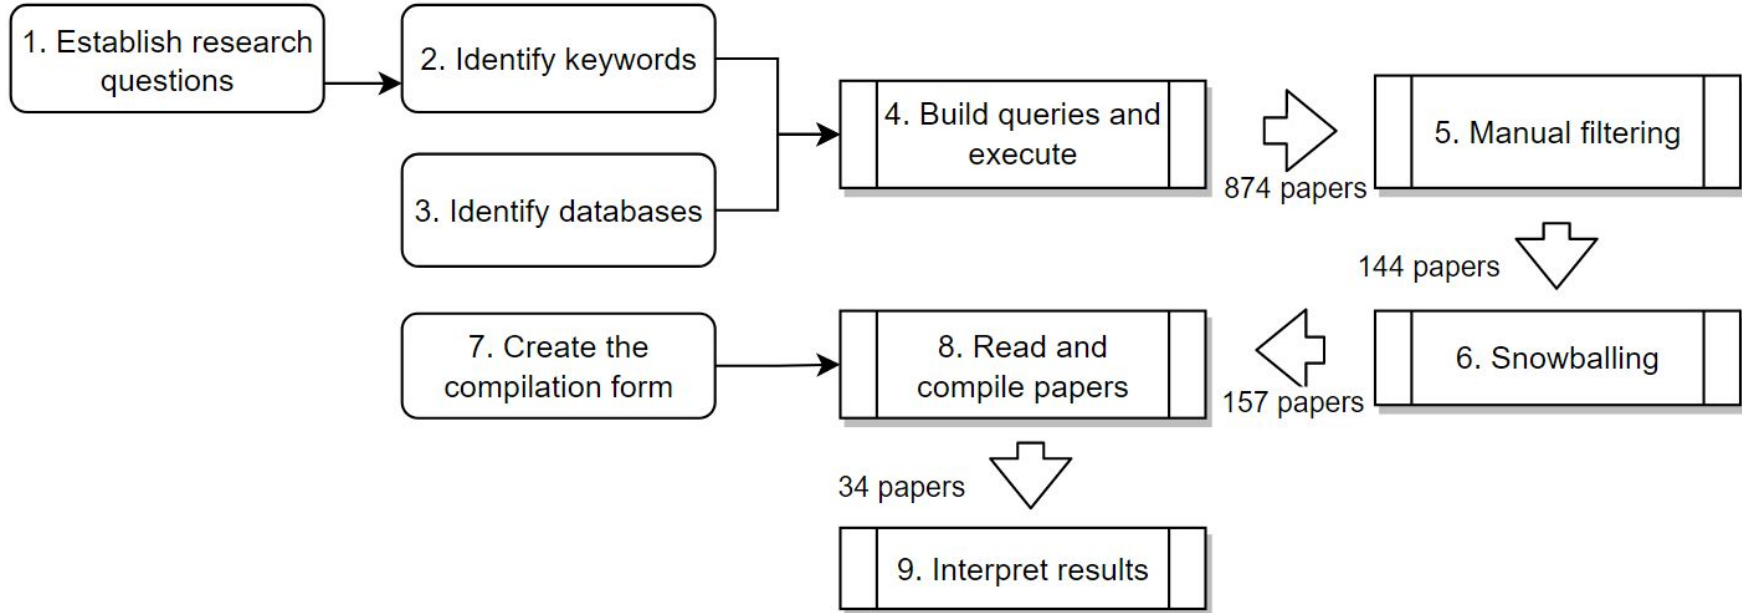 1. Establish research
questions
2. Identify keywords
3. Identify databases
4. Build queries and
execute
874 papers
5. Manual filtering
144 papers
6. Snowballing
157 papers
7. Create the
compilation form
8. Read and
compile papers
34 papers
9. Interpret results